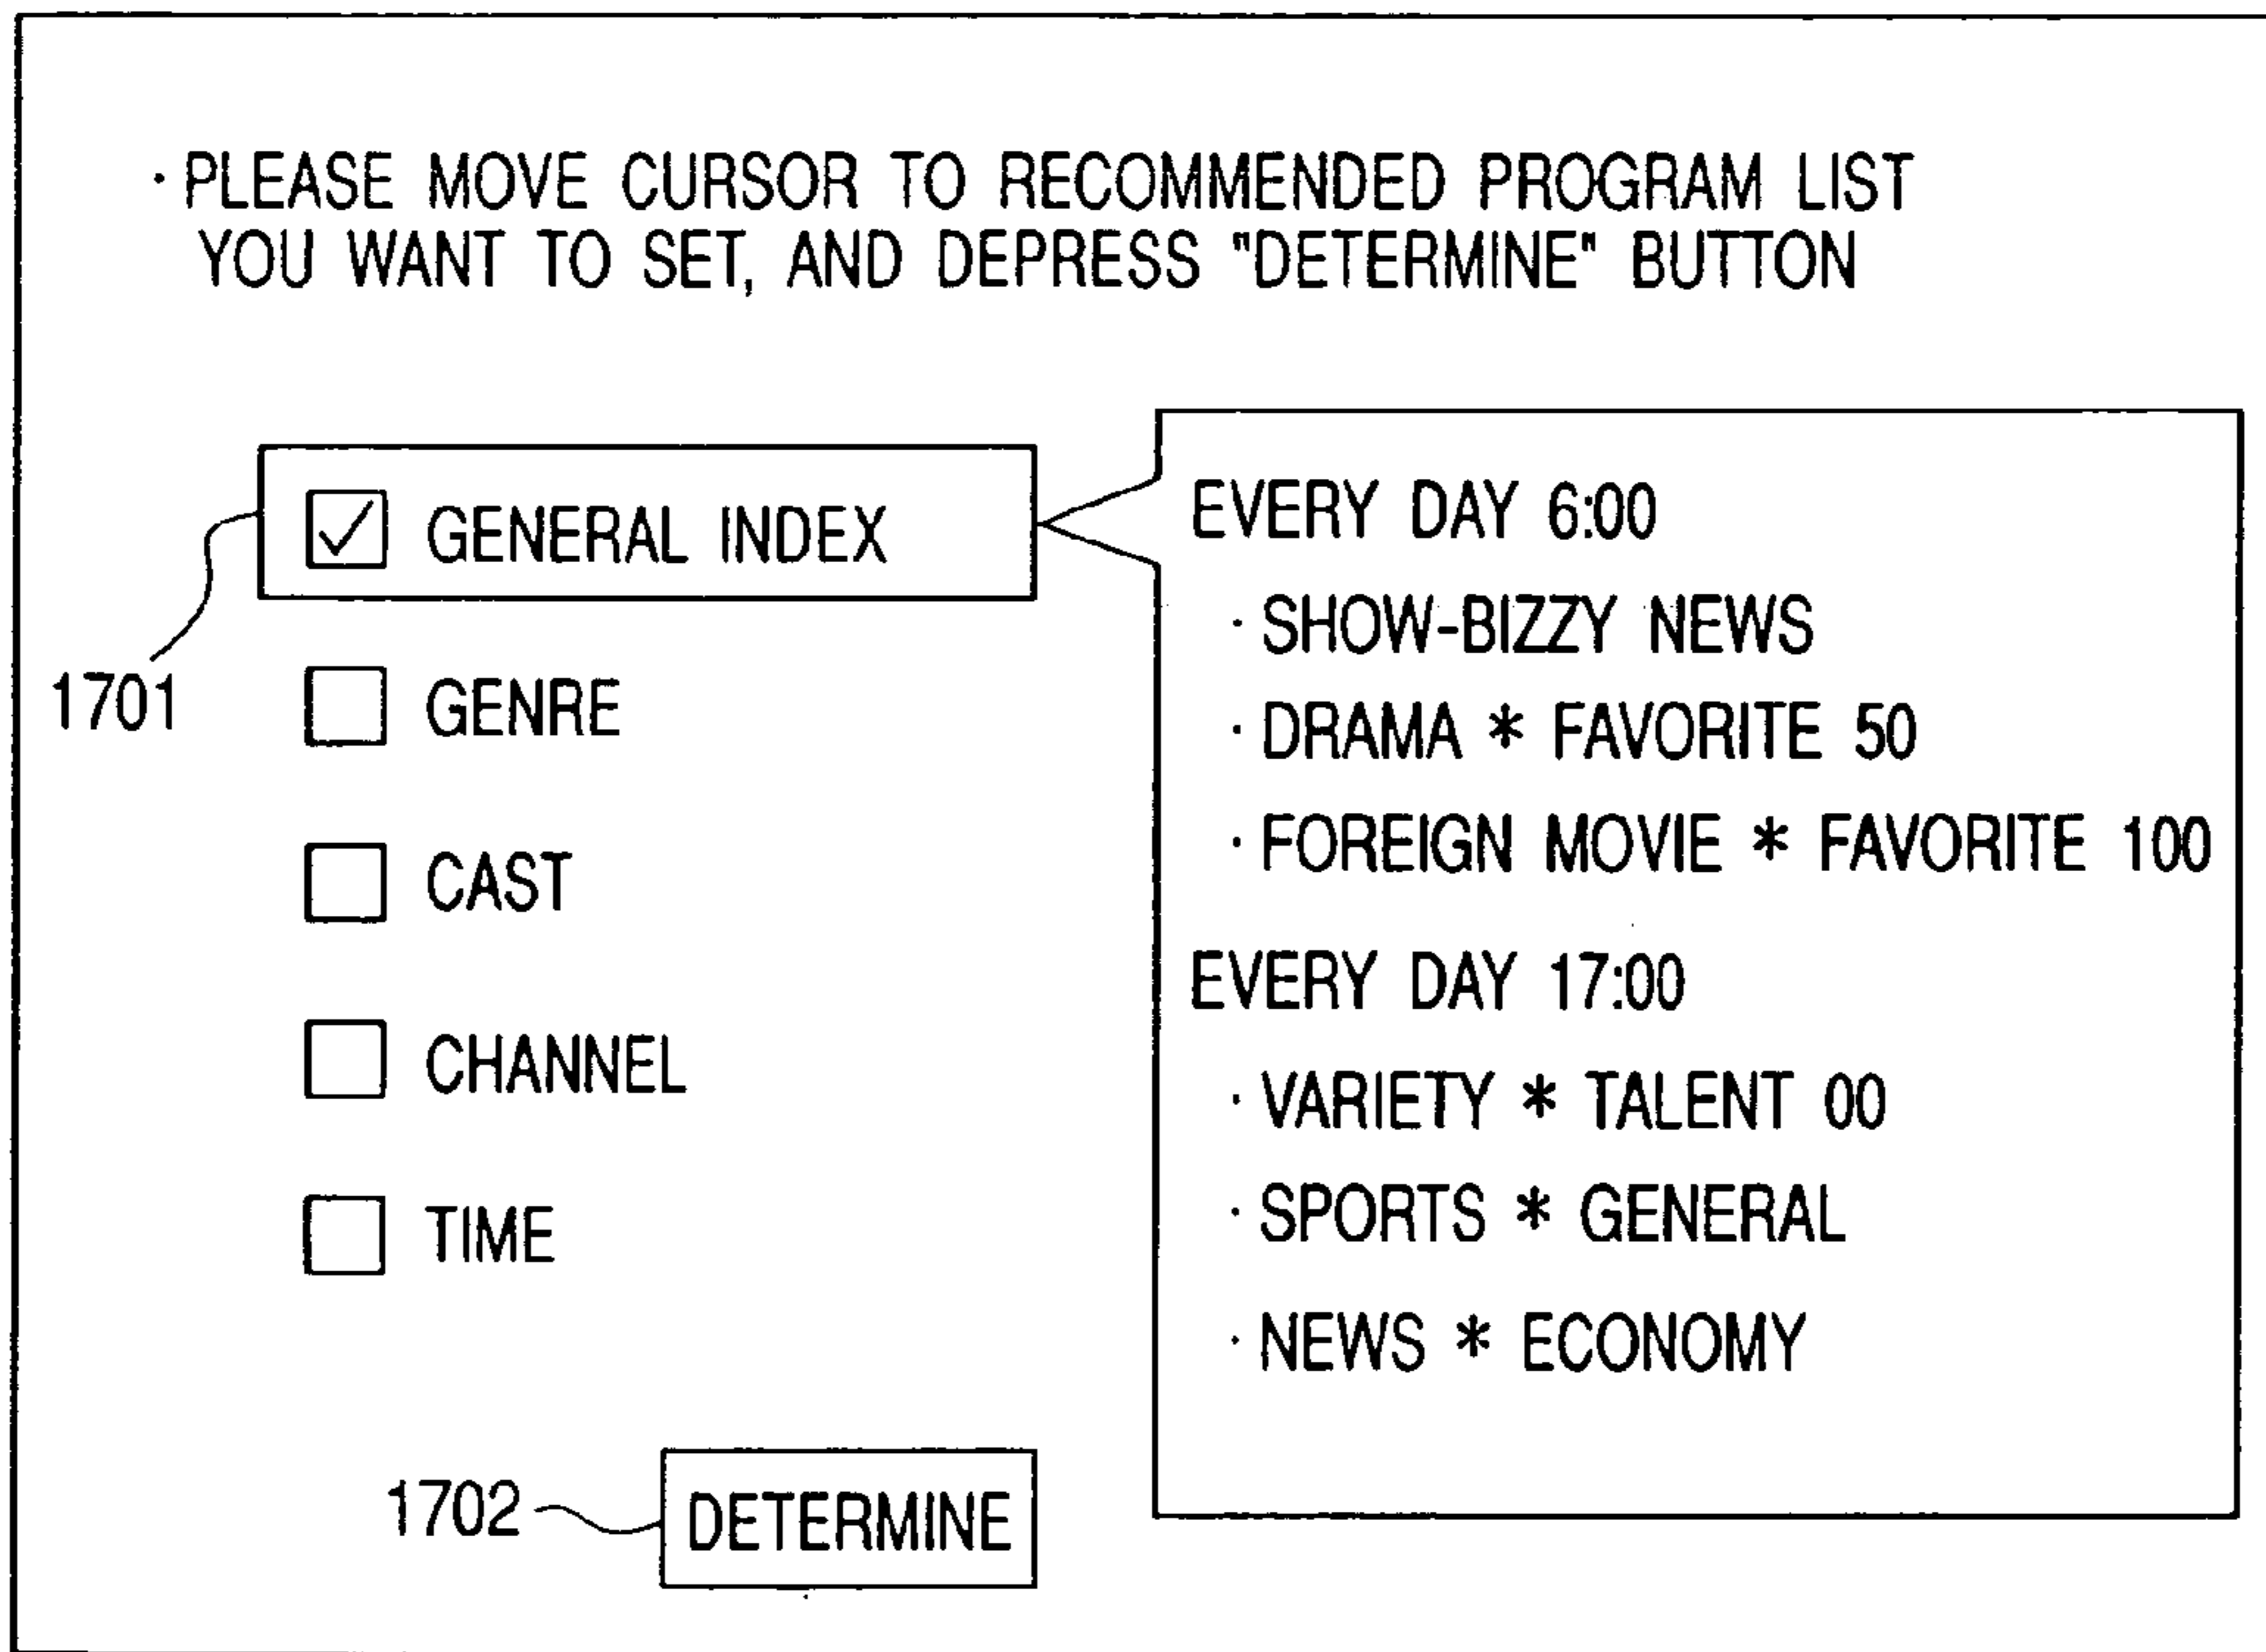 · PLEASE MOVE CURSOR TO RECOMMENDED PROGRAM LIST
YOU WANT TO SET, AND DEPRESS "DETERMINE" BUTTON
1701
GENERAL INDEX
GENRE
CAST
CHANNEL
TIME
1702
DETERMINE
EVERY DAY 6:00
· SHOW-BIZZY NEWS
· DRAMA * FAVORITE 50
· FOREIGN MOVIE * FAVORITE 100
EVERY DAY 17:00
· VARIETY * TALENT 00
· SPORTS * GENERAL
· NEWS * ECONOMY